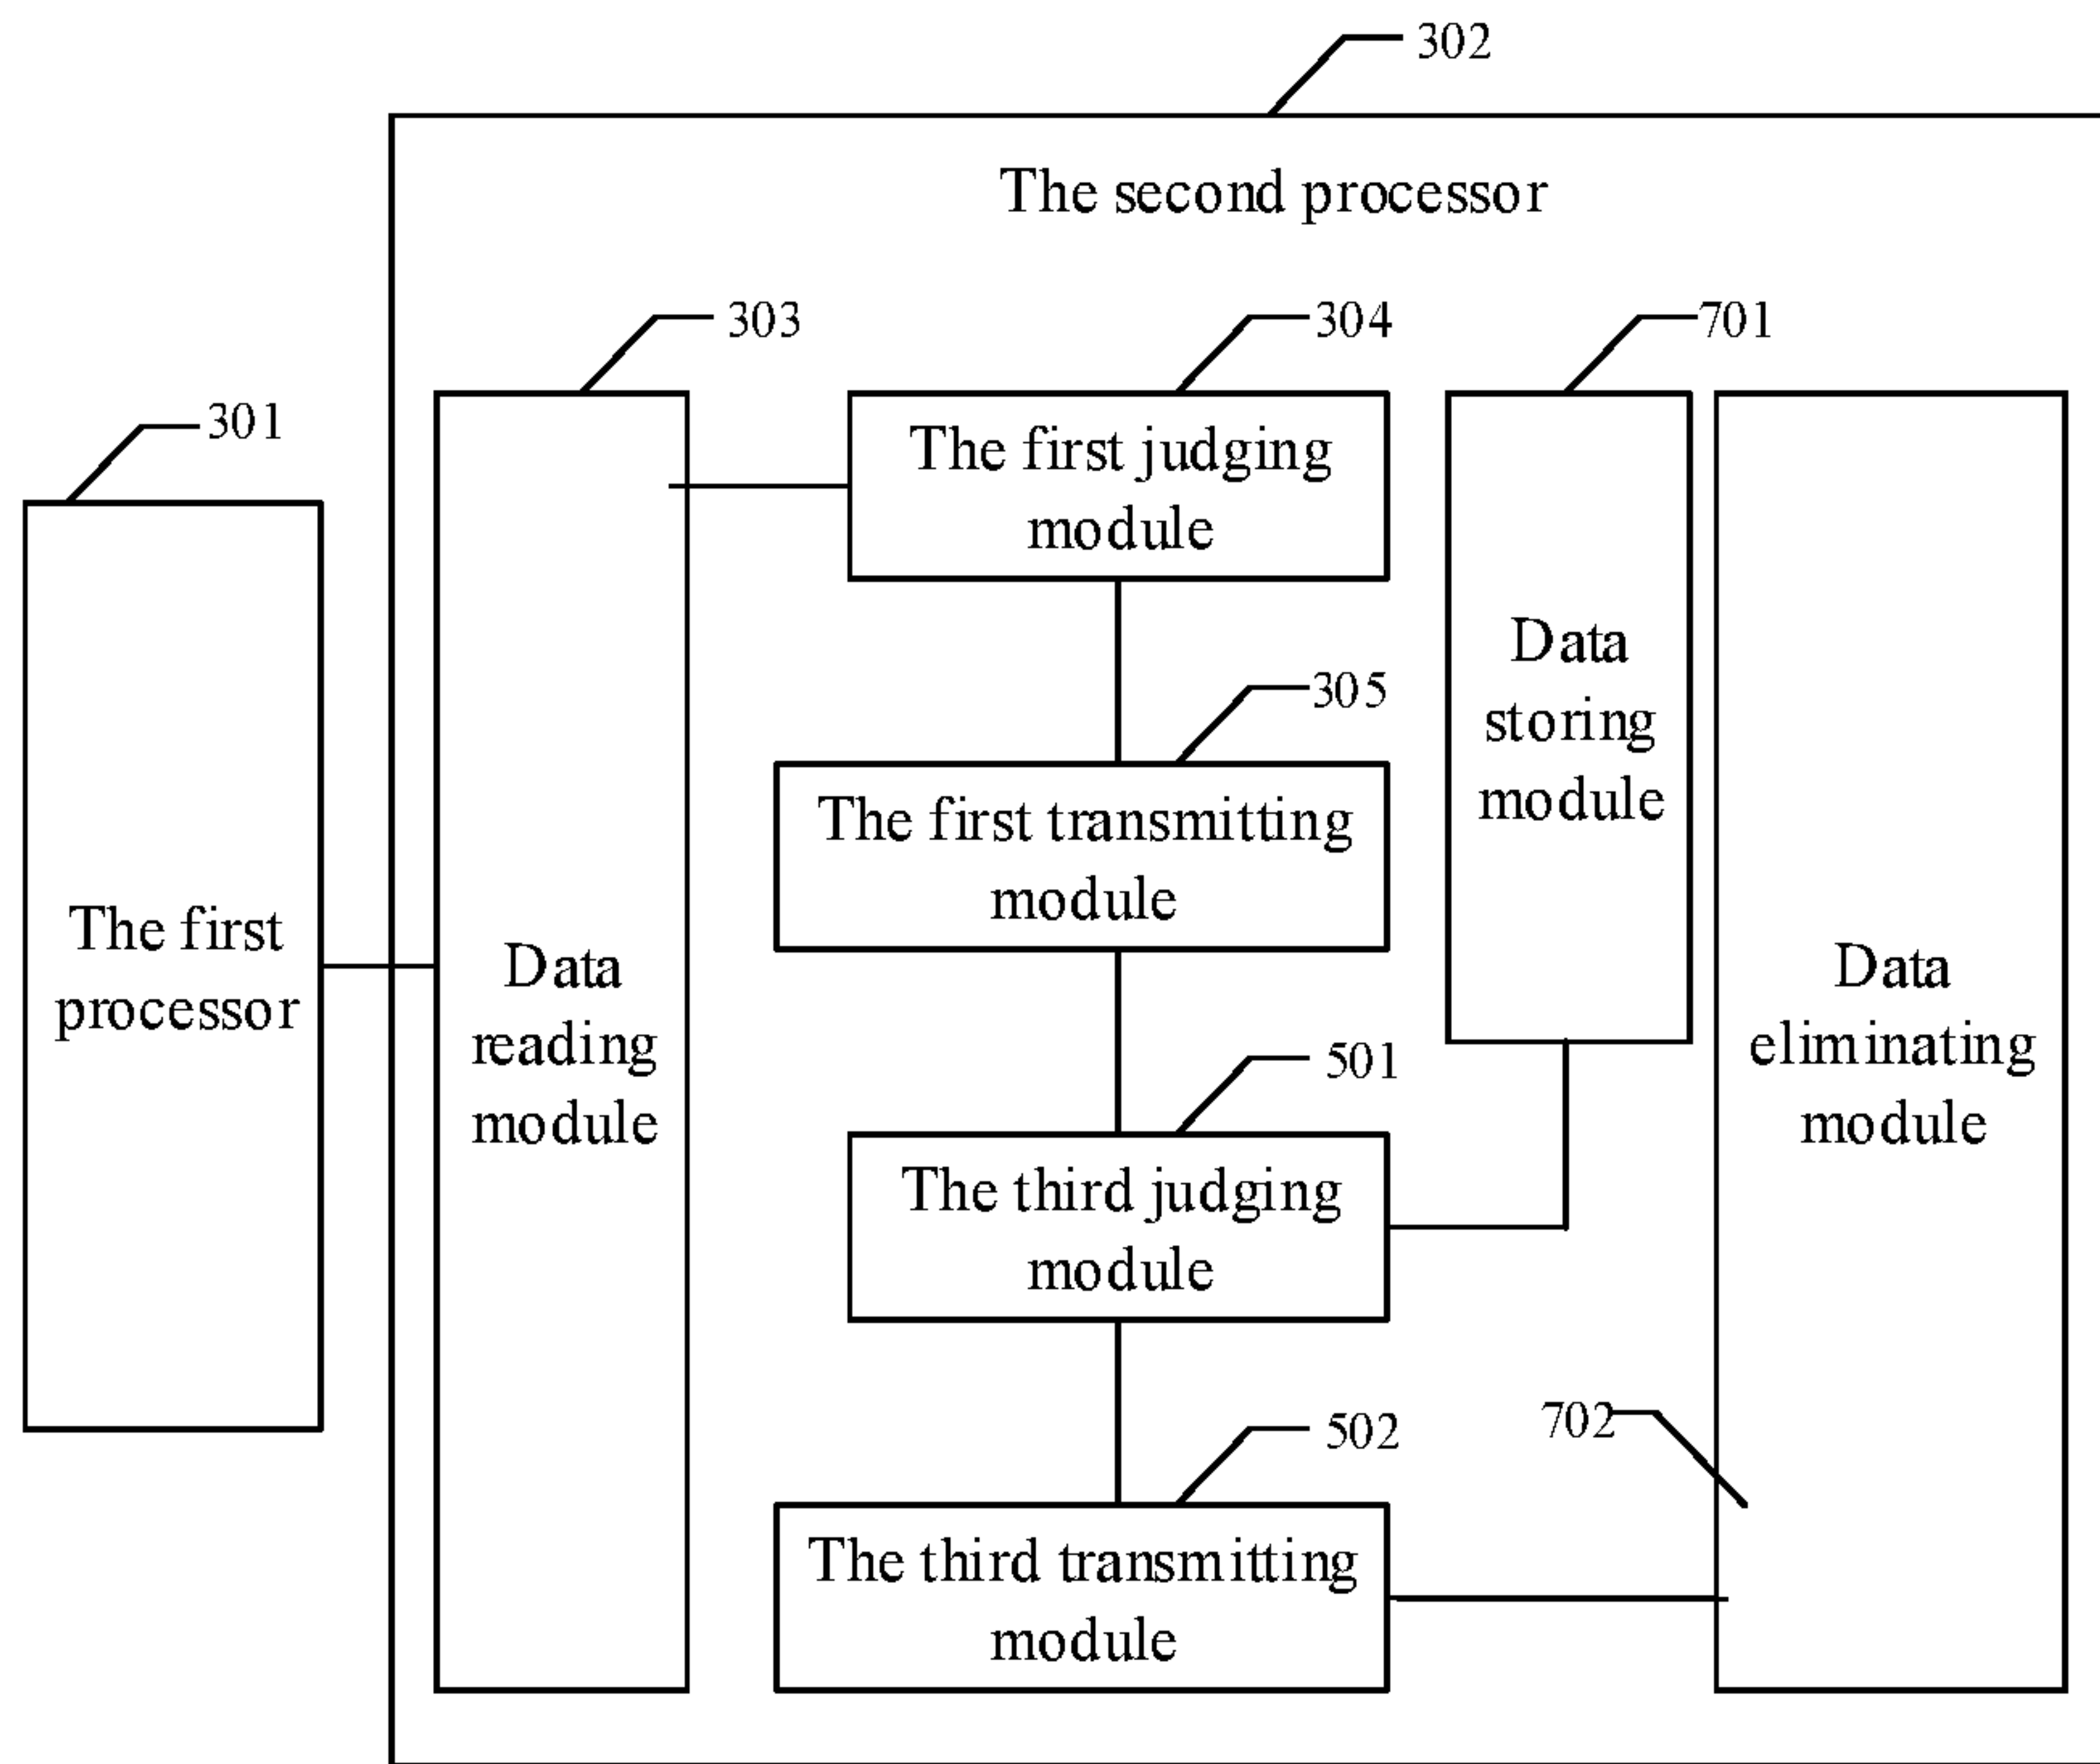 302
The second processor
303
304
701
301
The first judging
module
Data
storing
module
305
The first transmitting
module
The first
processor
Data
reading
module
Data
eliminating
module
501
The third judging
module
502
702
The third transmitting
module